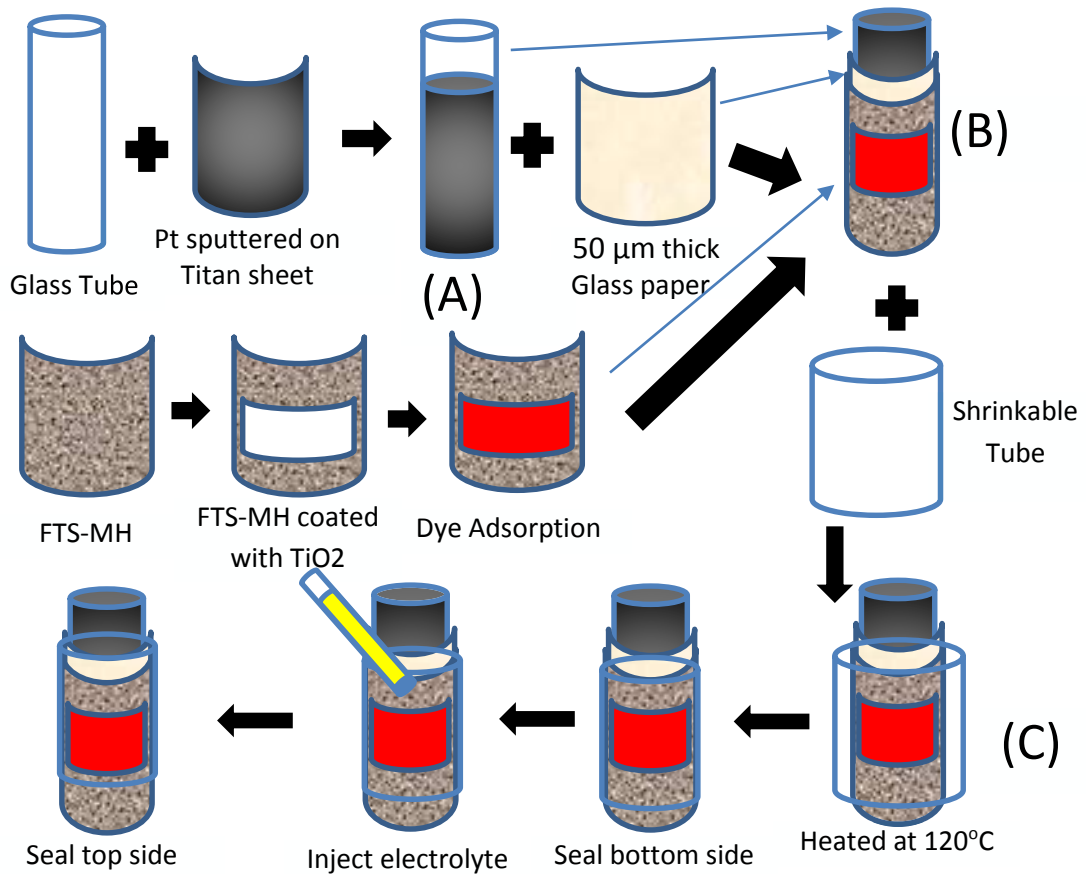 Glass Tube
Pt sputtered on
Titan sheet
(A)
50 µm thick
Glass paper
(B)
FTS-MH
FTS-MH coated
with TiO2
Dye Adsorption
Shrinkable
Tube
Seal top side
Inject electrolyte
Seal bottom side
Heated at 120°C
(C)